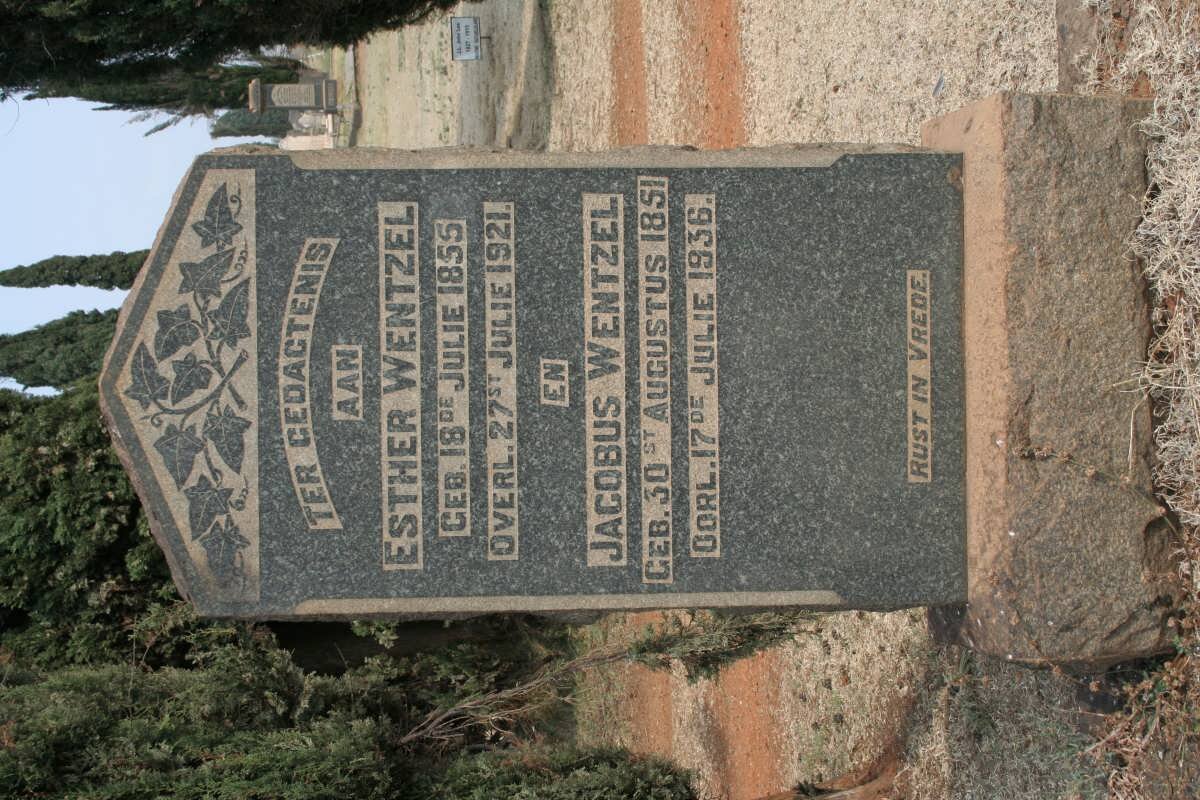 TER GEDAGTENIS
AAN
ESTHER WENTZEL
GEB. 18DE JULIE 1855
OVERL. 27ST JULIE 1921.
EN
JACOBUS WENTZEL
GEB. 30ST AUGUSTUS 1851
OORL. 17DE JULIE 1936.
RUST IN VREDE.